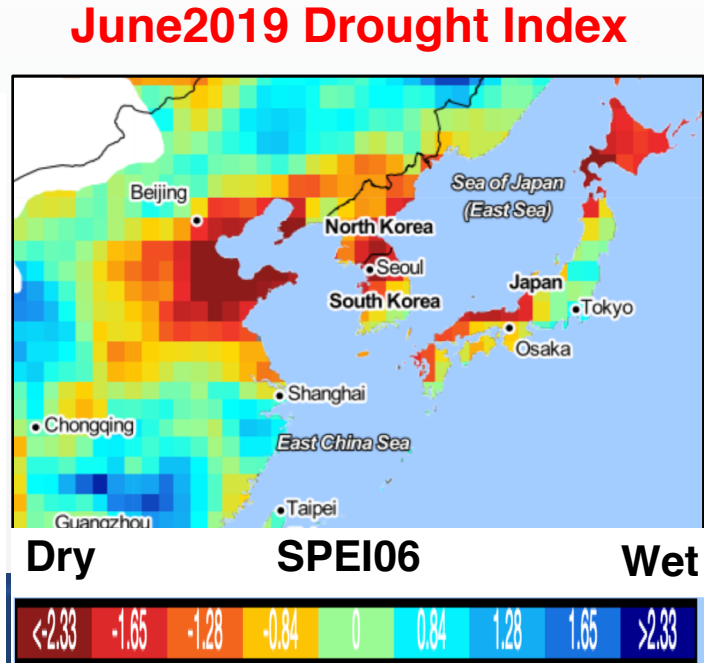 June2019 Drought Index
Beijing
Sea of Japan
(East Sea)
North Korea
Seoul
South Korea
Japan
Tokyo
Osaka
Shanghai
Chongqing
East China Sea
Taipei
Guangzhou
Dry SPEI06 Wet
<-2.33 -1.65 -1.28 -0.84 0 0.84 1.28 1.65 >2.33